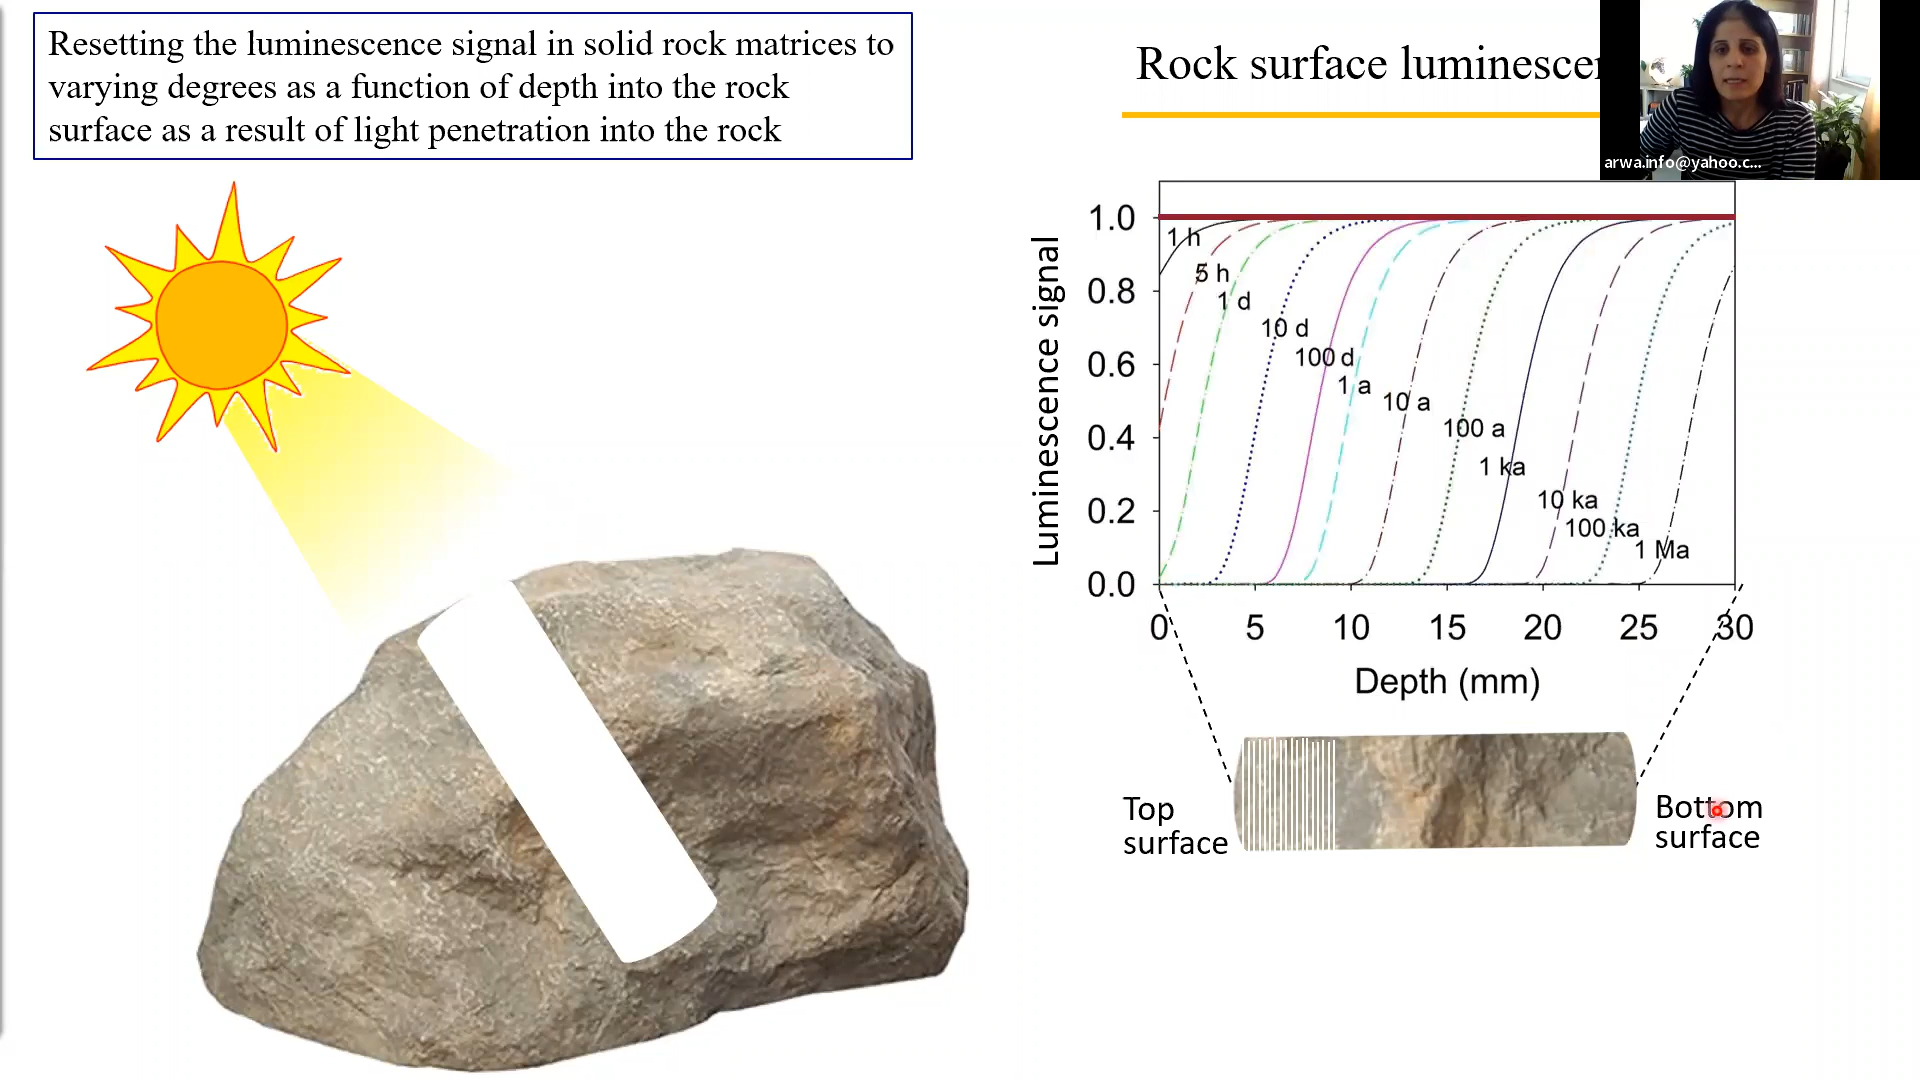 Resetting the luminescence signal in solid rock matrices to
varying degrees as a function of depth into the rock
surface as a result of light penetration into the rock
Rock surface luminescen
arwa.info@yahoo.c...
Luminescence signal
1.0
0.8
0.6
0.4
0.2
0.0
1 h
5 h
1 d
10 d
100 d
1 a
10 a
100 a
1 ka
10 ka
100 ka
1 Ma
0 5 10 15 20 25 30
Depth (mm)
Top
surface
Bottom
surface